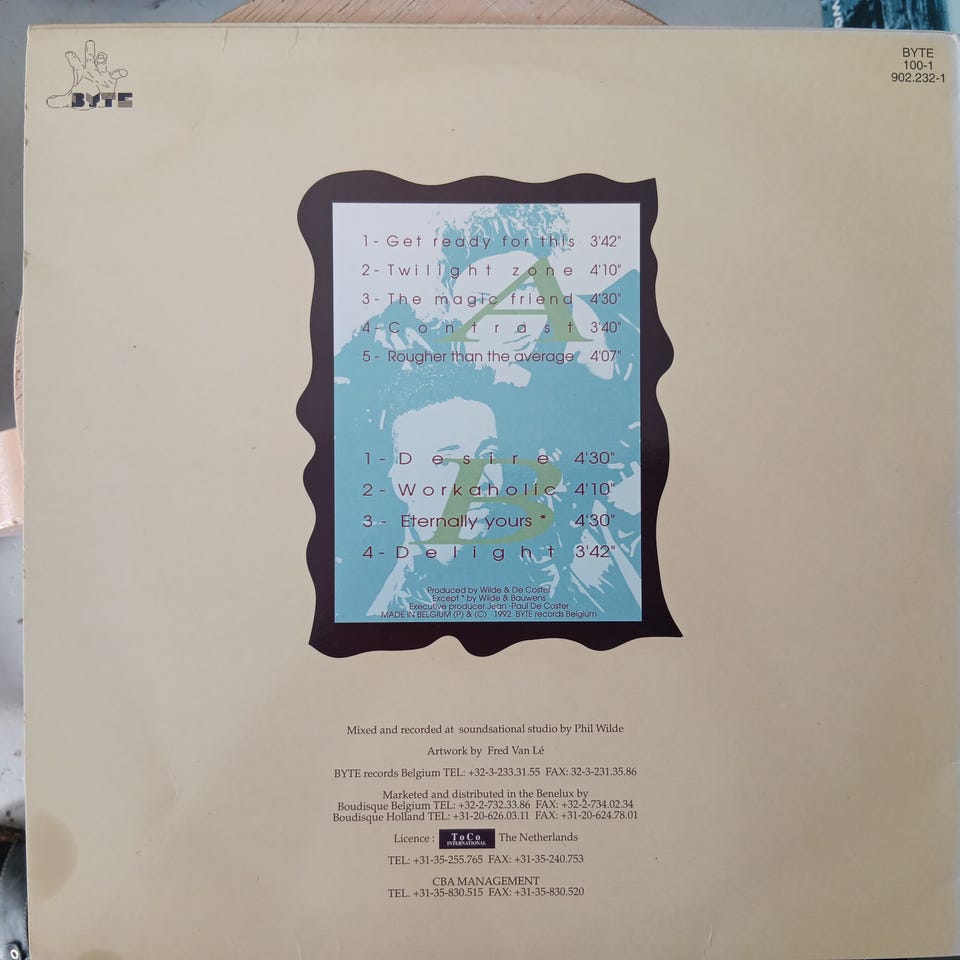 BYTE
BYTE
100-1
902.232-1
1 - Get ready for this 3'42"
2 - Twilight zone 4'10"
3 - The magic friend 4'30"
4 - Contrast 3'40"
5 - Rougher than the average 4'07"
A
1 - Desire 4'30"
2 - Workaholic 4'10"
3 - Eternally yours * 4'30"
4 - Delight 3'42"
B
Produced by Wilde & De Coster
Except * by Wilde & Bauwens
Executive producer Jean -Paul De Coster
MADE IN BELGIUM (P) & (C) 1992 BYTE records Belgium
Mixed and recorded at soundsational studio by Phil Wilde
Artwork by Fred Van Lé
BYTE records Belgium TEL: +32-3-233.31.55 FAX: 32-3-231.35.86
Marketed and distributed in the Benelux by
Boudisque Belgium TEL: +32-2-732.33.86 FAX: +32-2-734.02.34
Boudisque Holland TEL: +31-20-626.03.11 FAX: +31-20-624.78.01
Licence : ToCo INTERNATIONAL The Netherlands
TEL: +31-35-255.765 FAX: +31-35-240.753
CBA MANAGEMENT
TEL. +31-35-830.515 FAX: +31-35-830.520